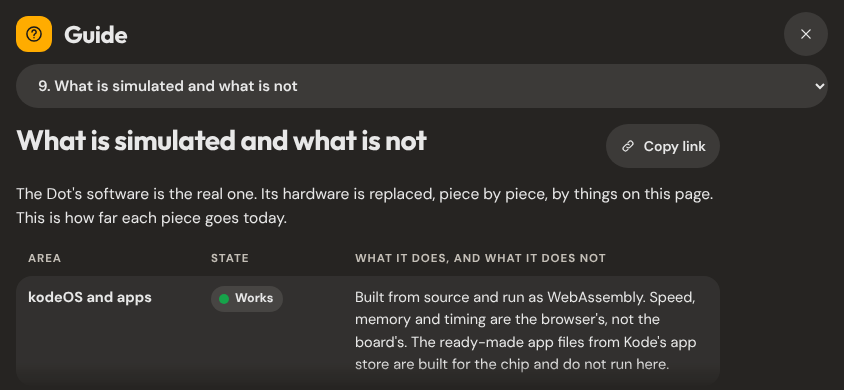 Guide
9. What is simulated and what is not
What is simulated and what is not
Copy link
The Dot's software is the real one. Its hardware is replaced, piece by piece, by things on this page.
This is how far each piece goes today.
AREA STATE WHAT IT DOES, AND WHAT IT DOES NOT
kodeOS and apps Works Built from source and run as WebAssembly. Speed,
memory and timing are the browser's, not the
board's. The ready-made app files from Kode's app
store are built for the chip and do not run here.